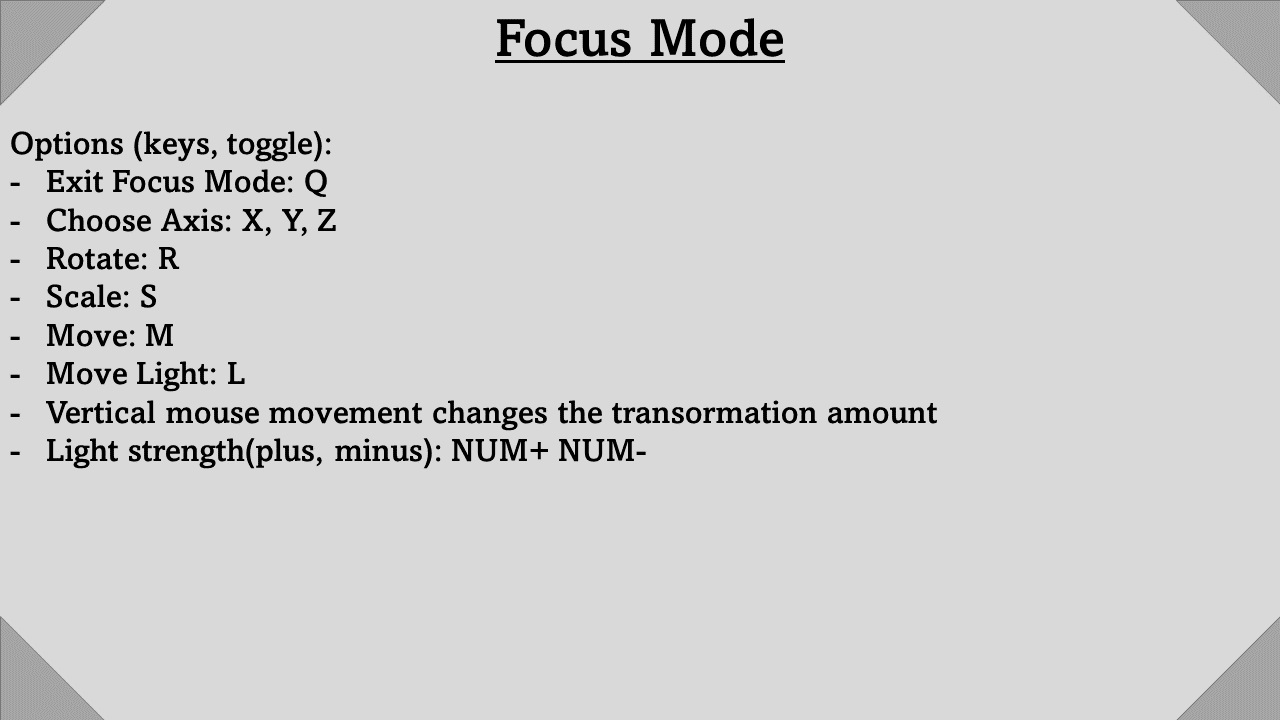 Focus Mode
Options (keys, toggle):
- Exit Focus Mode: Q
- Choose Axis: X, Y, Z
- Rotate: R
- Scale: S
- Move: M
- Move Light: L
- Vertical mouse movement changes the transormation amount
- Light strength(plus, minus): NUM+ NUM-